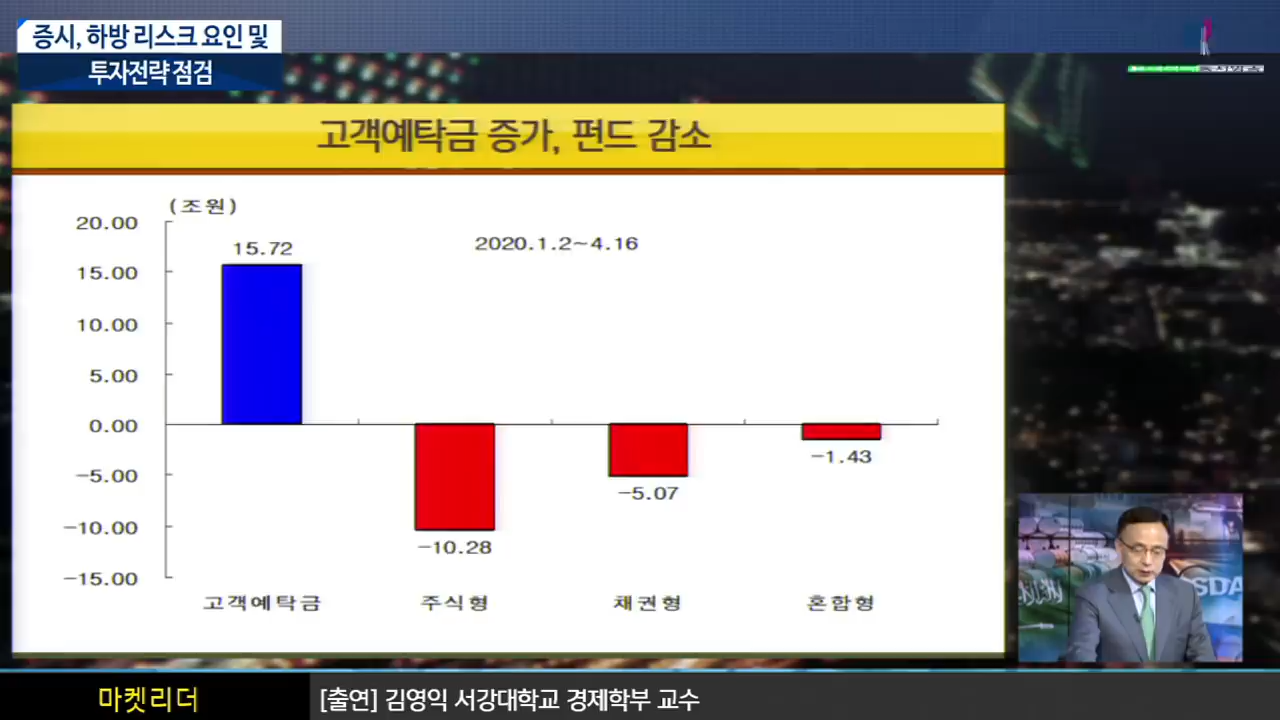 증시, 하방 리스크 요인 및
투자전략 점검
고객예탁금 증가, 펀드 감소
(조원)
20.00
15.00
10.00
5.00
0.00
-5.00
-10.00
-15.00
2020.1.2~4.16
15.72
-10.28
-5.07
-1.43
고객예탁금
주식형
채권형
혼합형
SDA
마켓리더
[출연] 김영익 서강대학교 경제학부 교수